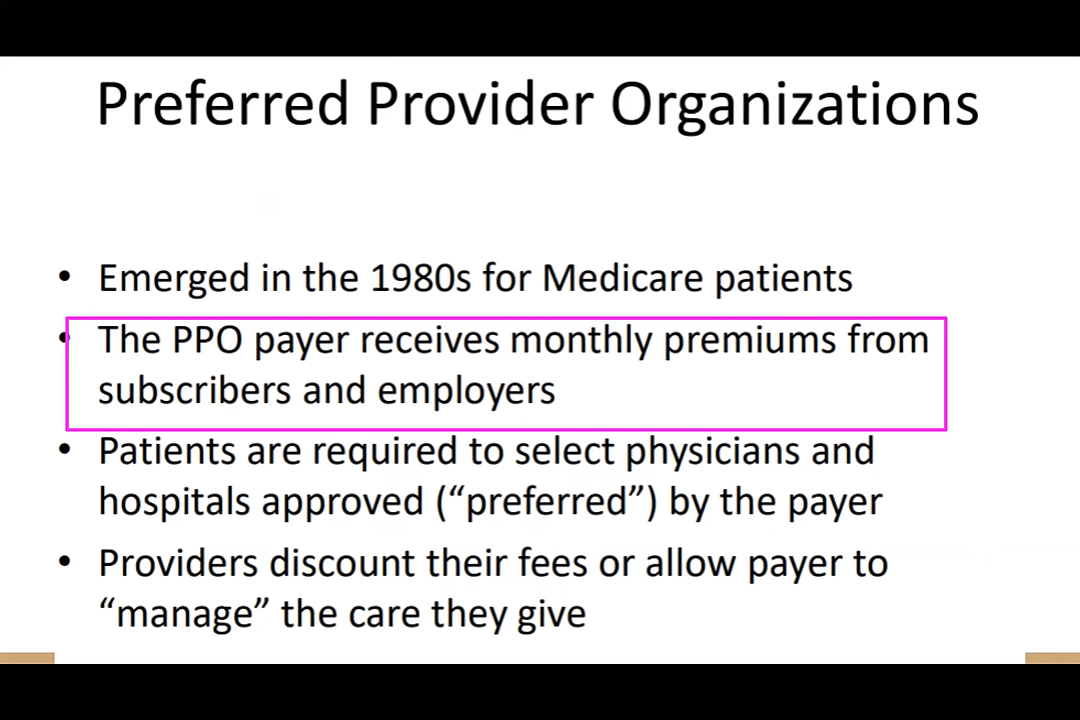 Preferred Provider Organizations
• Emerged in the 1980s for Medicare patients
• The PPO payer receives monthly premiums from
subscribers and employers
• Patients are required to select physicians and
hospitals approved (“preferred”) by the payer
• Providers discount their fees or allow payer to
“manage” the care they give